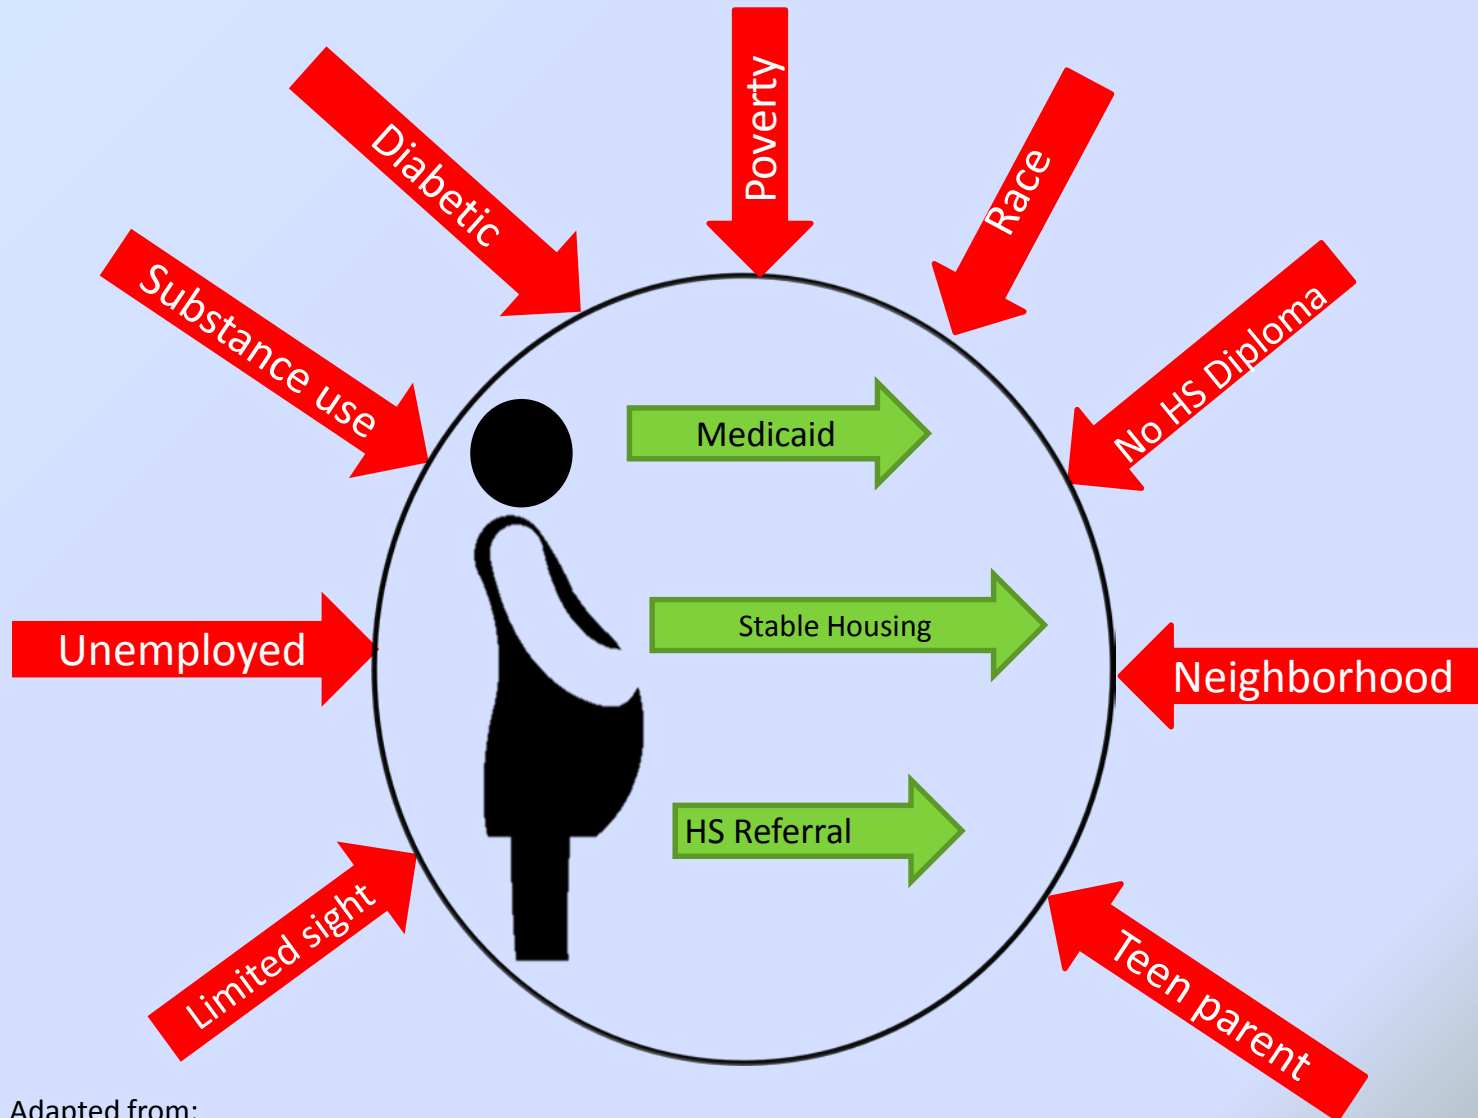 Poverty
Race
Diabetic
No HS Diploma
Substance use
Medicaid
Stable Housing
Unemployed
Neighborhood
HS Referral
Limited sight
Teen parent
Adapted from: